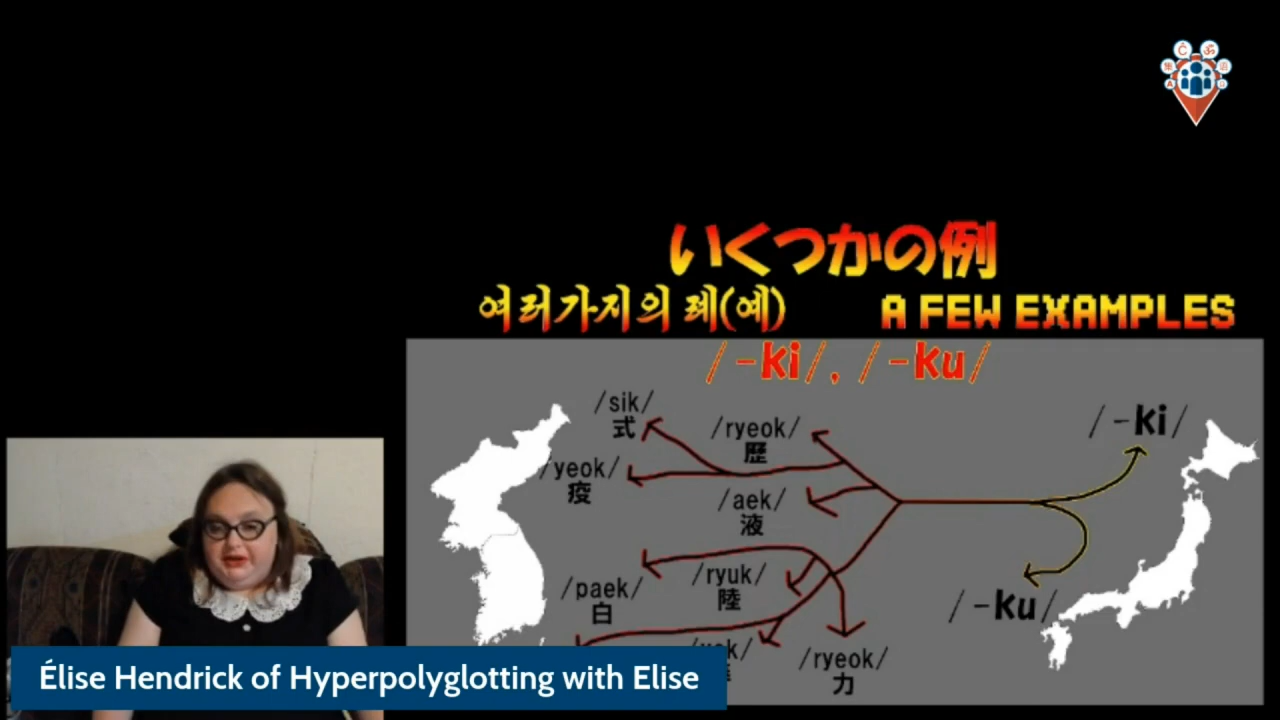 いくつかの例
여러가지의 례(예)
A FEW EXAMPLES
/-ki/, /-ku/
/sik/
式
/ryeok/
歴
/-ki/
/yeok/
疫
/aek/
液
/paek/
白
/ryuk/
陸
/-ku/
/ryeok/
力
Élise Hendrick of Hyperpolyglotting with Elise